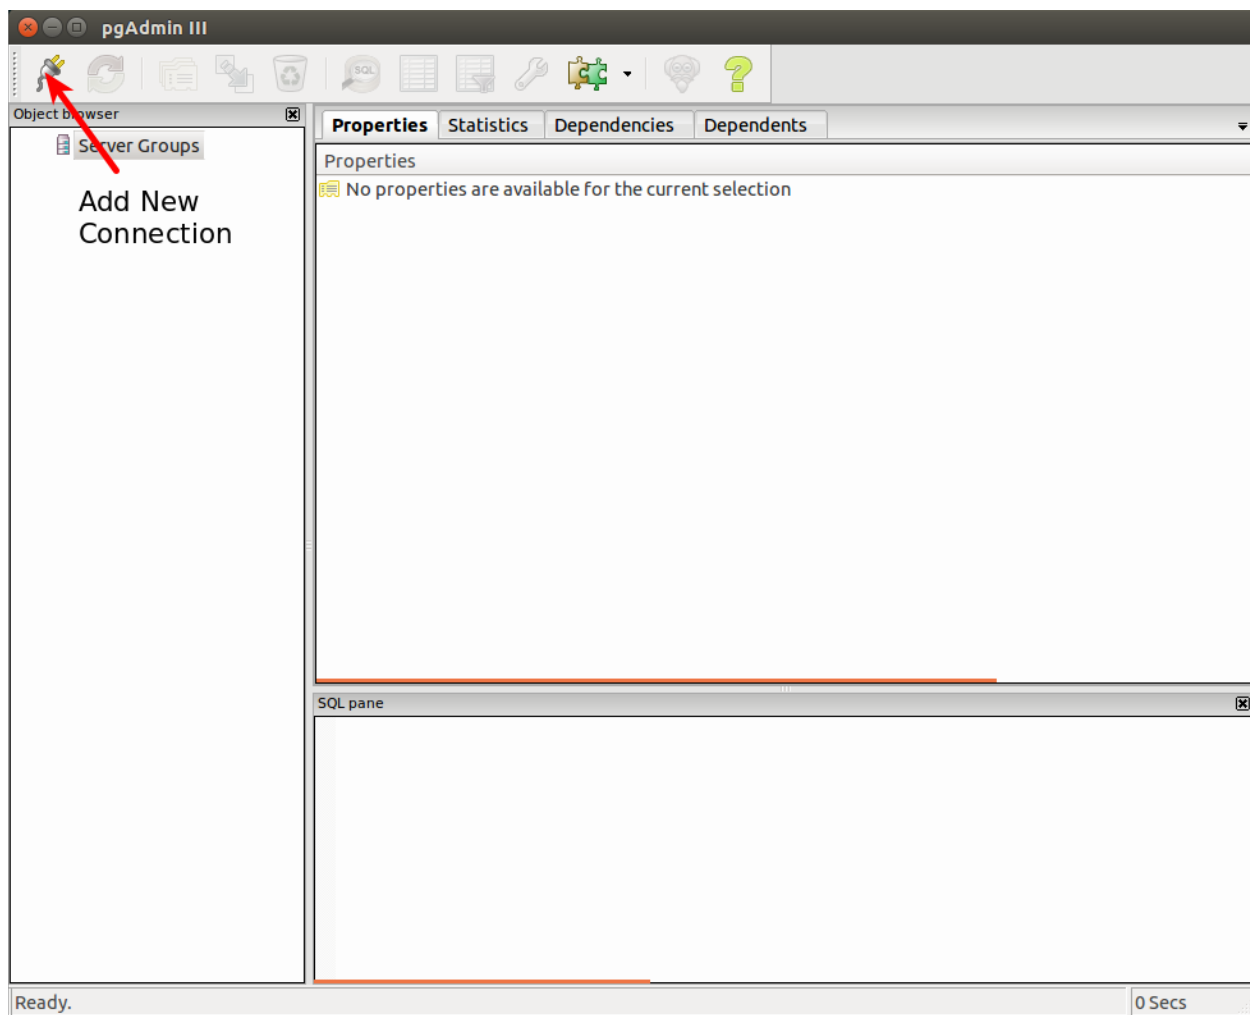 pgAdmin III
SQL
Object browser
Server Groups
Add New
Connection
Properties Statistics Dependencies Dependents
Properties
No properties are available for the current selection
SQL pane
Ready.
0 Secs